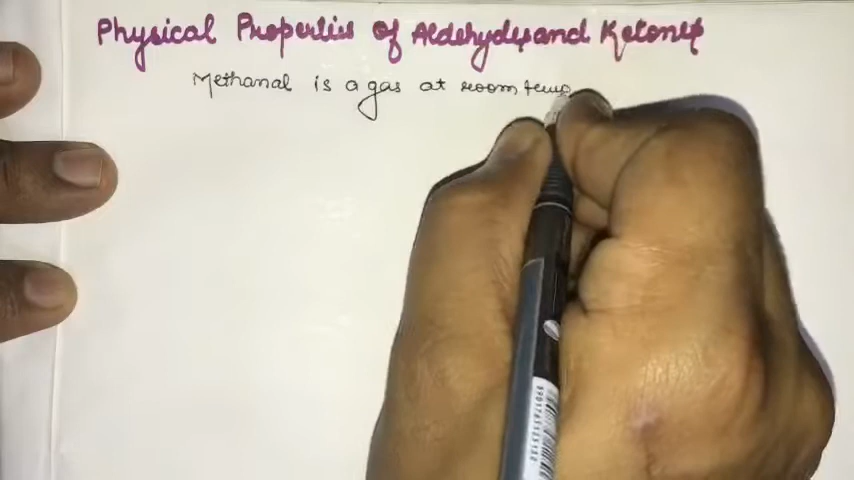 Physical Properties of Aldehydes and Ketones
Methanal is a gas at room temp